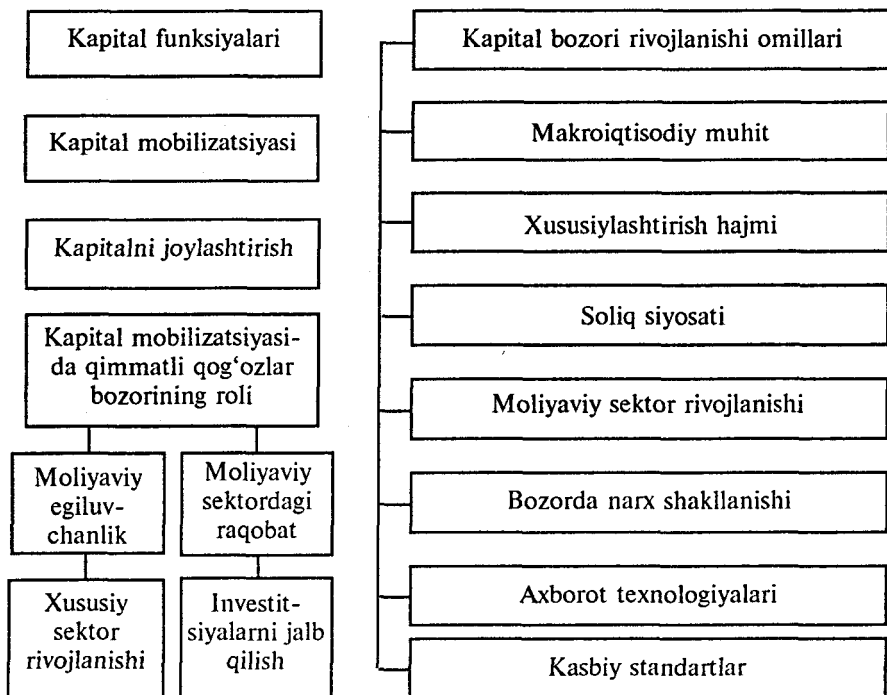 Kapital funksiyalari
Kapital mobilizatsiyasi
Kapitalni joylashtirish
Kapital mobilizatsiyasi-
da qimmatli qog‘ozlar
bozorining roli
Moliyaviy
egiluv-
chanlik
Moliyaviy
sektordagi
raqobat
Xususiy
sektor
rivojlanishi
Investit-
siyalarni jalb
qilish
Kapital bozori rivojlanishi omillari
Makroiqtisodiy muhit
Xususiylashtirish hajmi
Soliq siyosati
Moliyaviy sektor rivojlanishi
Bozorda narx shakllanishi
Axborot texnologiyalari
Kasbiy standartlar